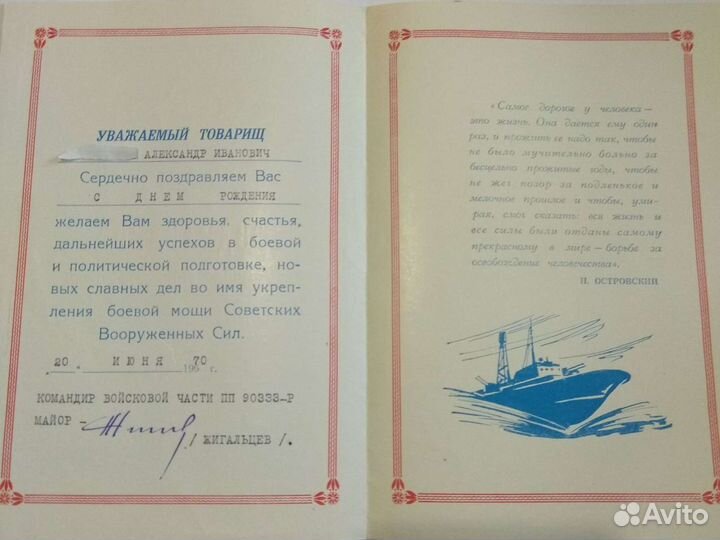 УВАЖАЕМЫЙ ТОВАРИЩ
АЛЕКСАНДР ИВАНОВИЧ
Сердечно поздравляем Вас
С ДНЕМ РОЖДЕНИЯ
желаем Вам здоровья, счастья,
дальнейших успехов в боевой
и политической подготовке, но-
вых славных дел во имя укреп-
ления боевой мощи Советских
Вооруженных Сил.
"20" ИЮНЯ 1970 г.
КОМАНДИР ВОЙСКОВОЙ ЧАСТИ ПП 90333-Р
МАЙОР -
/ЖИГАЛЬЦЕВ/.
«Самое дорогое у человека —
это жизнь. Она дается ему один
раз, и прожить ее надо так, чтобы
не было мучительно больно за
бесцельно прожитые годы, чтобы
не жег позор за подленькое и
мелочное прошлое и чтобы, уми-
рая, смог сказать: вся жизнь и
все силы были отданы самому
прекрасному в мире — борьбе за
освобождение человечества».
Н. ОСТРОВСКИЙ
Avito